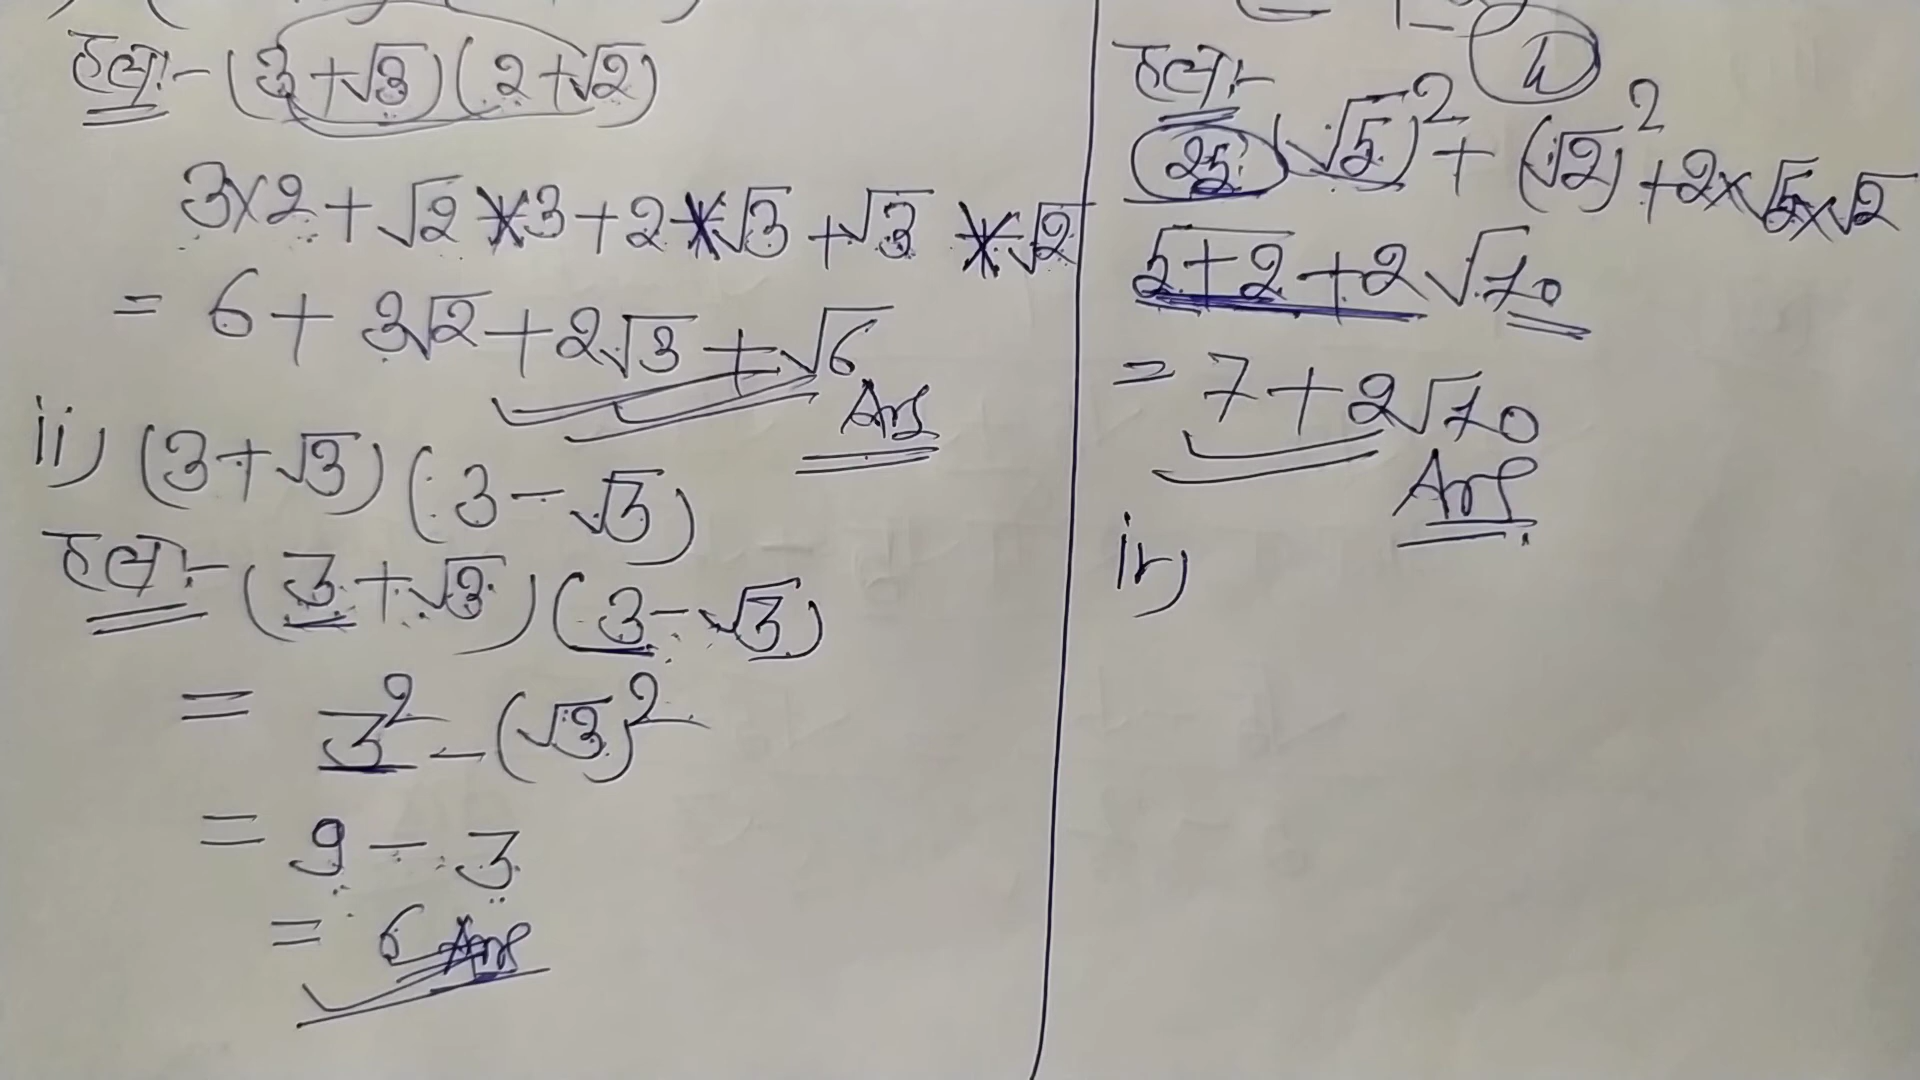 हल:- (3+√3)(2+√2)
3×2+√2×3+2×√3+√3×√2
= 6+3√2+2√3+√6
Ans
ii) (3+√3)(3-√3)
हल:- (3+√3)(3-√3)
= 3²-(√3)²
= 9-3
= 6 Ans
हल:-
25 (√5)²+(√2)²+2×√5×√2
5+2+2√10
= 7+2√10
Ans
iv)